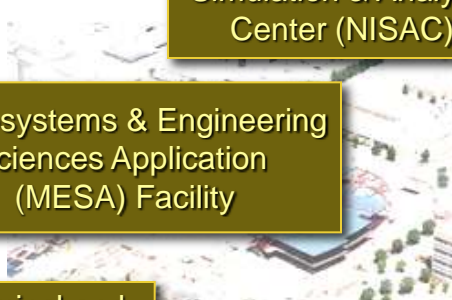 Center (NISAC)
systems & Engineering
ciences Application
(MESA) Facility